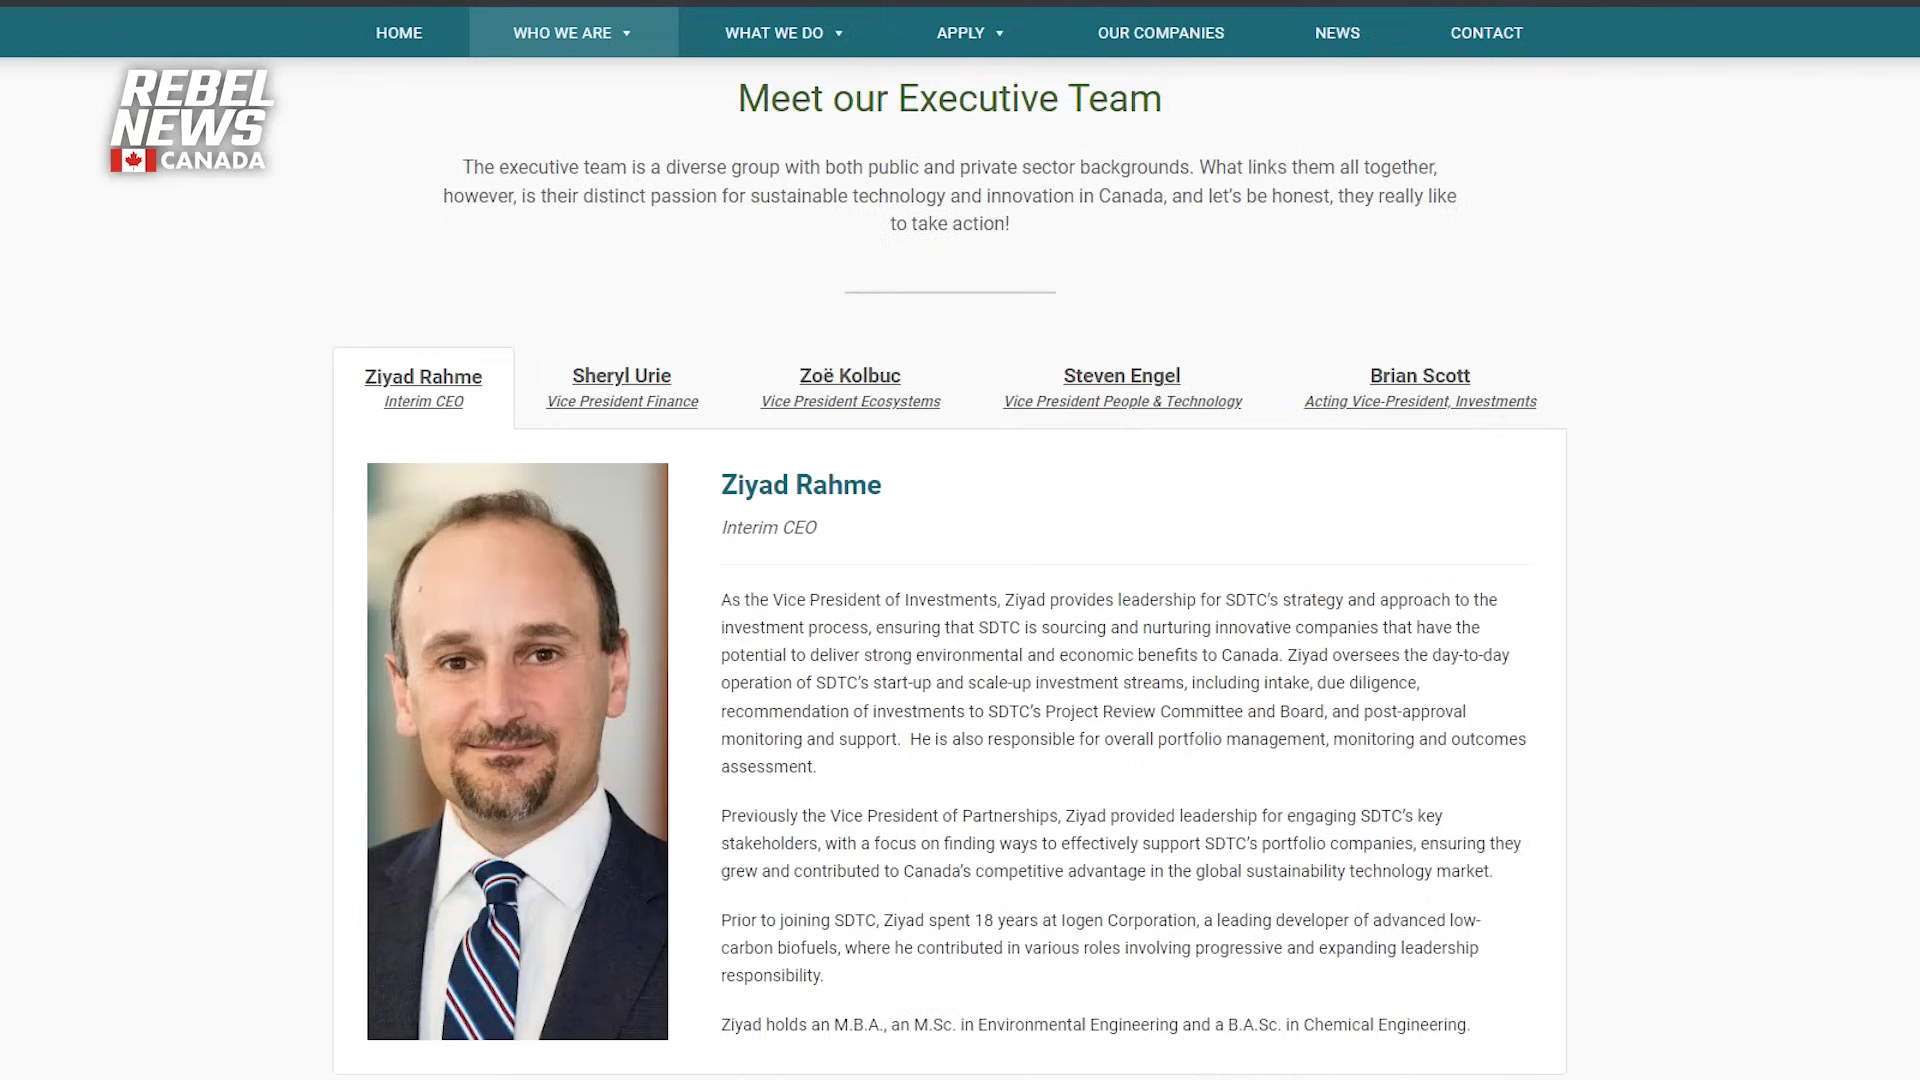 HOME WHO WE ARE WHAT WE DO APPLY OUR COMPANIES NEWS CONTACT
REBEL
NEWS
CANADA
Meet our Executive Team
The executive team is a diverse group with both public and private sector backgrounds. What links them all together,
however, is their distinct passion for sustainable technology and innovation in Canada, and let’s be honest, they really like
to take action!
Ziyad Rahme
Interim CEO
Sheryl Urie
Vice President Finance
Zoë Kolbuc
Vice President Ecosystems
Steven Engel
Vice President People & Technology
Brian Scott
Acting Vice-President, Investments
Ziyad Rahme
Interim CEO
As the Vice President of Investments, Ziyad provides leadership for SDTC’s strategy and approach to the
investment process, ensuring that SDTC is sourcing and nurturing innovative companies that have the
potential to deliver strong environmental and economic benefits to Canada. Ziyad oversees the day-to-day
operation of SDTC’s start-up and scale-up investment streams, including intake, due diligence,
recommendation of investments to SDTC’s Project Review Committee and Board, and post-approval
monitoring and support.  He is also responsible for overall portfolio management, monitoring and outcomes
assessment.
Previously the Vice President of Partnerships, Ziyad provided leadership for engaging SDTC’s key
stakeholders, with a focus on finding ways to effectively support SDTC’s portfolio companies, ensuring they
grew and contributed to Canada’s competitive advantage in the global sustainability technology market.
Prior to joining SDTC, Ziyad spent 18 years at Iogen Corporation, a leading developer of advanced low-
carbon biofuels, where he contributed in various roles involving progressive and expanding leadership
responsibility.
Ziyad holds an M.B.A., an M.Sc. in Environmental Engineering and a B.A.Sc. in Chemical Engineering.